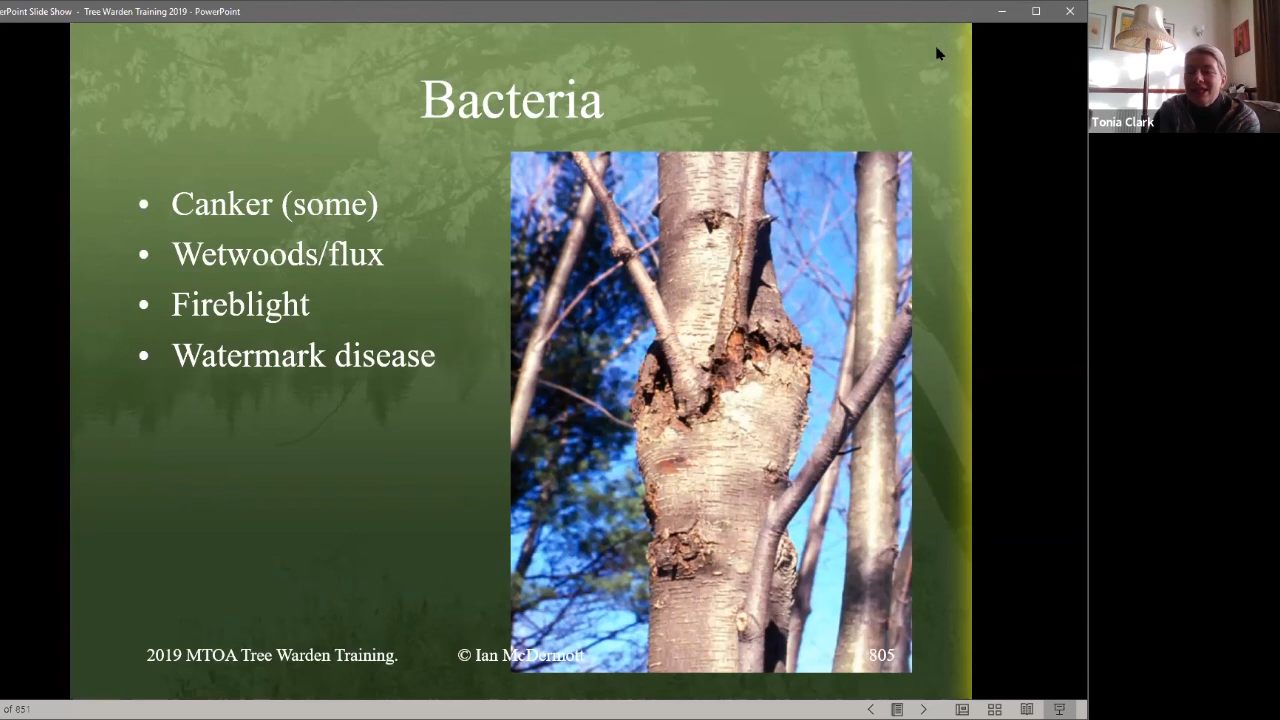 erPoint Slide Show - Tree Warden Training 2019 - PowerPoint
Tonia Clark
Bacteria
• Canker (some)
• Wetwoods/flux
• Fireblight
• Watermark disease
2019 MTOA Tree Warden Training.
© Ian McDermott
805
of 851